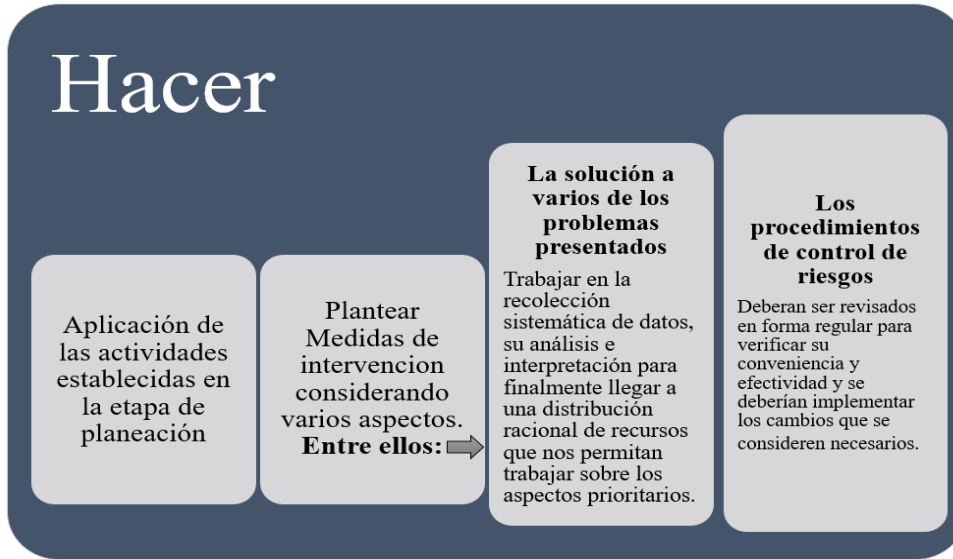 Hacer
Aplicación de
las actividades
establecidas en
la etapa de
planeación
Plantear
Medidas de
intervencion
considerando
varios aspectos.
Entre ellos:
La solución a
varios de los
problemas
presentados
Trabajar en la
recolección
sistemática de datos,
su análisis e
interpretación para
finalmente llegar a
una distribución
racional de recursos
que nos permitan
trabajar sobre los
aspectos prioritarios.
Los
procedimientos
de control de
riesgos
Deberan ser revisados
en forma regular para
verificar su
conveniencia y
efectividad y se
deberían implementar
los cambios que se
consideren necesarios.